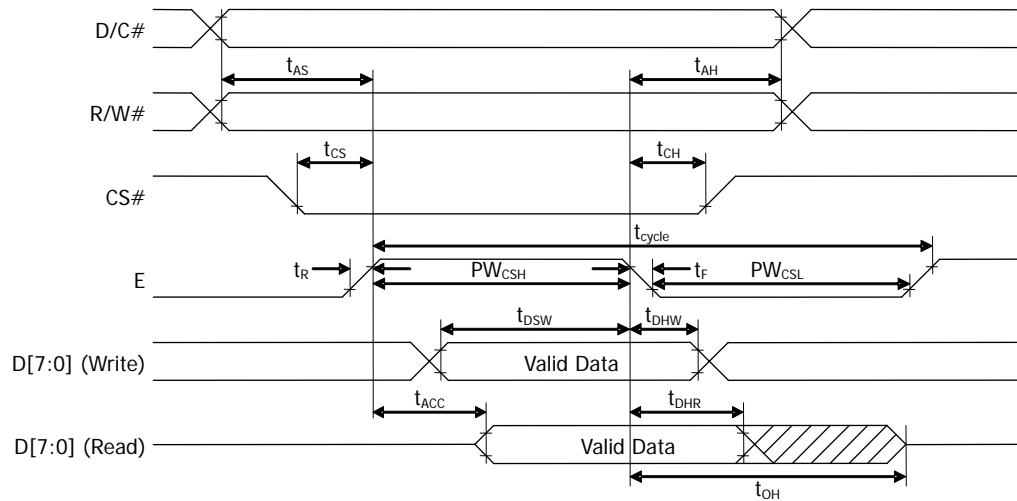 D/C#
tAS
tAH
R/W#
tCS
tCH
CS#
tcycle
tR
PWCSH
tF
PWCSL
E
tDSW
tDHW
D[7:0] (Write)
Valid Data
tACC
tDHR
D[7:0] (Read)
Valid Data
tOH